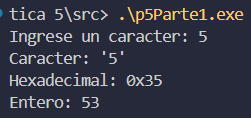 tica 5\src> .\p5Parte1.exe
Ingrese un caracter: 5
Caracter: '5'
Hexadecimal: 0x35
Entero: 53